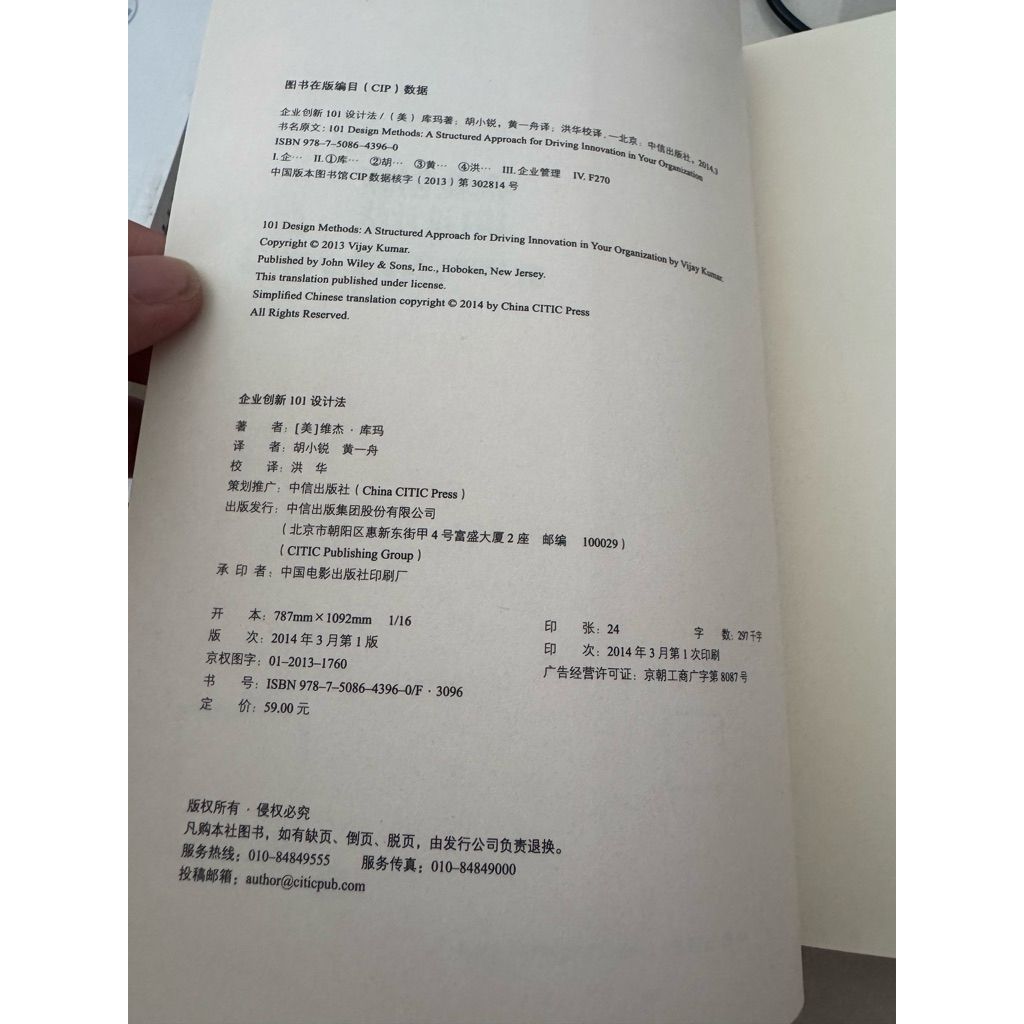 图书在版编目（CIP）数据
企业创新 101 设计法 /（美）库玛著；胡小锐，黄一舟译；洪华校译. —北京：中信出版社，2014.3
书名原文：101 Design Methods: A Structured Approach for Driving Innovation in Your Organization
ISBN 978-7-5086-4396-0
I. 企… II. ①库… ②胡… ③黄… ④洪… III. 企业管理 IV. F270
中国版本图书馆 CIP 数据核字（2013）第 302814 号
101 Design Methods: A Structured Approach for Driving Innovation in Your Organization by Vijay Kumar.
Copyright © 2013 Vijay Kumar.
Published by John Wiley & Sons, Inc., Hoboken, New Jersey.
This translation published under license.
Simplified Chinese translation copyright © 2014 by China CITIC Press
All Rights Reserved.
企业创新 101 设计法
著 者：[美]维杰·库玛
译 者：胡小锐 黄一舟
校 译：洪 华
策划推广：中信出版社（China CITIC Press）
出版发行：中信出版集团股份有限公司
（北京市朝阳区惠新东街甲 4 号富盛大厦 2 座 邮编 100029）
（CITIC Publishing Group）
承 印 者：中国电影出版社印刷厂
开 本：787mm×1092mm 1/16 印 张：24 字 数：297 千字
版 次：2014 年 3 月第 1 版 印 次：2014 年 3 月第 1 次印刷
京权图字：01-2013-1760 广告经营许可证：京朝工商广字第 8087 号
书 号：ISBN 978-7-5086-4396-0/F · 3096
定 价：59.00 元
版权所有·侵权必究
凡购本社图书，如有缺页、倒页、脱页，由发行公司负责退换。
服务热线：010-84849555 服务传真：010-84849000
投稿邮箱：author@citicpub.com